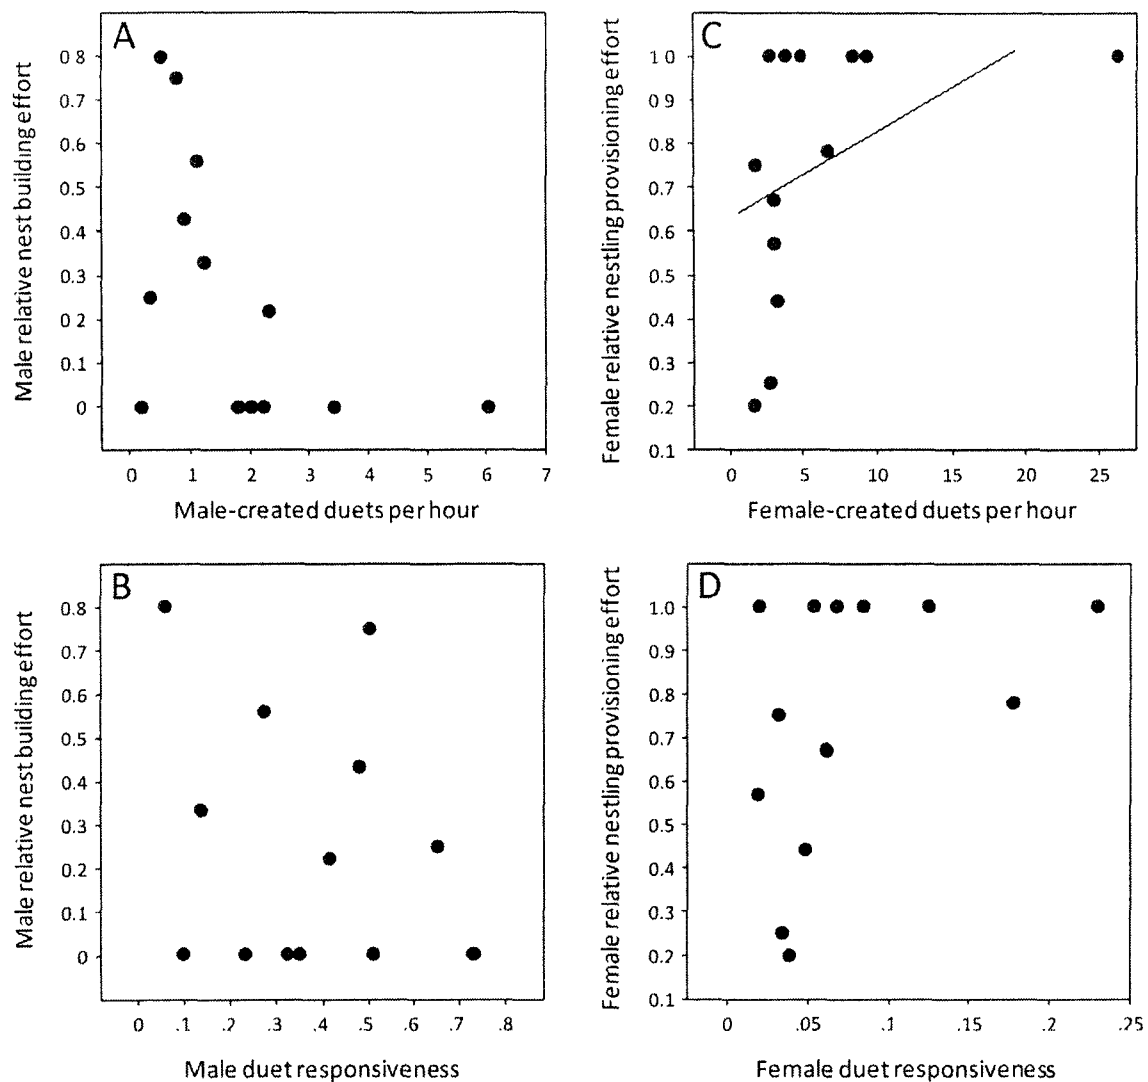 A
Male relative nest building effort
0.8
0.7
0.6
0.5
0.4
0.3
0.2
0.1
0
0 1 2 3 4 5 6 7
Male-created duets per hour
C
Female relative nestling provisioning effort
1.0
0.9
0.8
0.7
0.6
0.5
0.4
0.3
0.2
0.1
0 5 10 15 20 25
Female-created duets per hour
B
Male relative nest building effort
0.8
0.7
0.6
0.5
0.4
0.3
0.2
0.1
0
0 .1 .2 .3 .4 .5 .6 .7 .8
Male duet responsiveness
D
Female relative nestling provisioning effort
1.0
0.9
0.8
0.7
0.6
0.5
0.4
0.3
0.2
0.1
0 .05 .1 .15 .2 .25
Female duet responsiveness